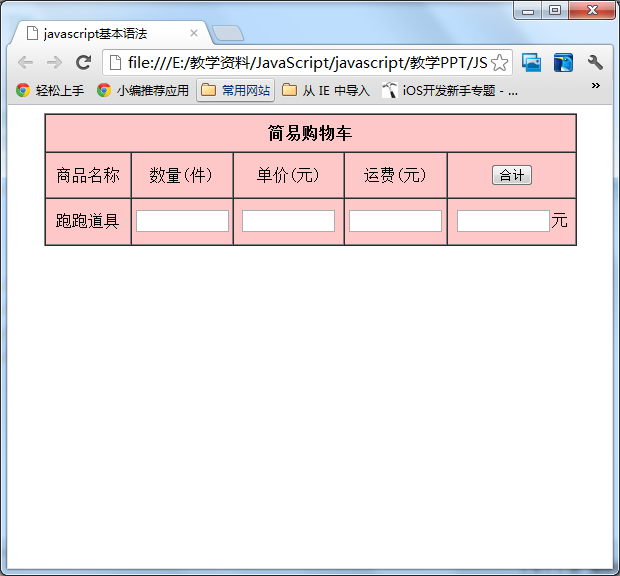 javascript基本语法
file:///E:/教学资料/JavaScript/javascript/教学PPT/JS
轻松上手 小编推荐应用 常用网站 从 IE 中导入 iOS开发新手专题 - ... »
简易购物车
商品名称 数量(件) 单价(元) 运费(元) 合计
跑跑道具 元